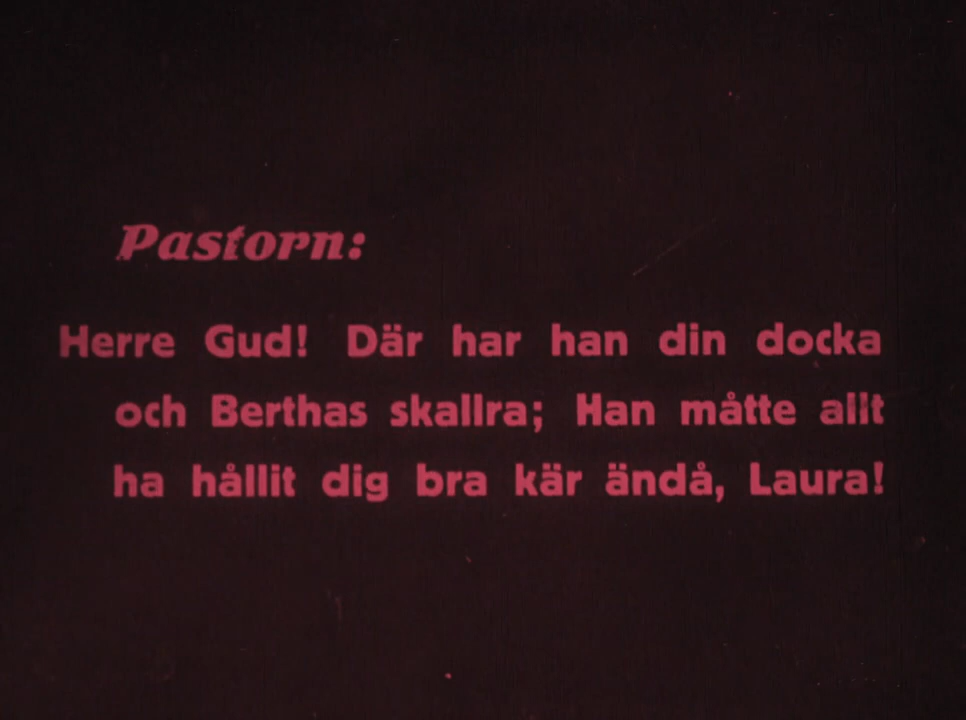 Pastorn:
Herre Gud! Där har han din docka
och Berthas skallra; Han måtte allt
ha hållit dig bra kär ändå, Laura!